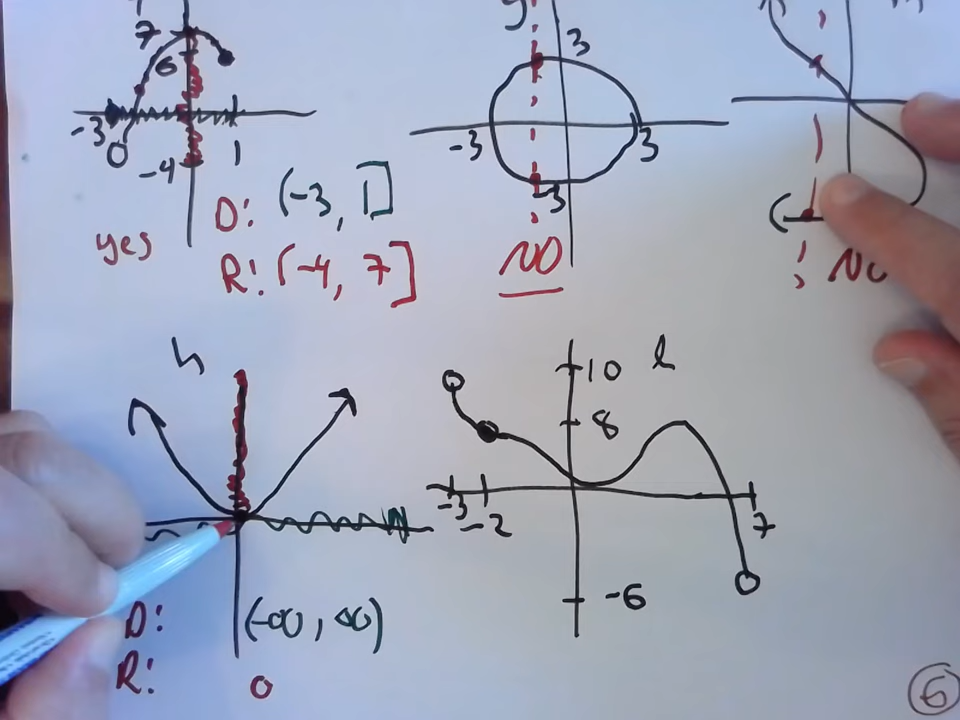 7
6
-3
0
1
-4
D: (-3, 1]
yes
R: (-4, 7]
y
3
-3
3
-3
NO
NO
h
D: (-∞, ∞)
R: 0
l
10
8
-3
-2
7
-6
6